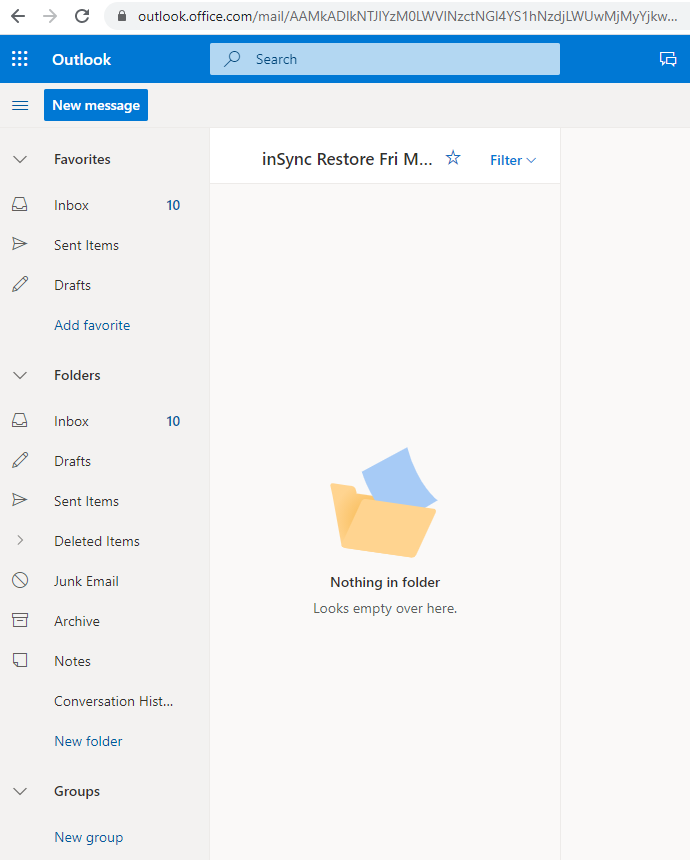 outlook.office.com/mail/AAMkADIkNTJlYzM0LWVlNzctNGI4YS1hNzdjLWUwMjMyYjkw...
Outlook
Search
New message
Favorites
inSync Restore Fri M...
Filter
Inbox 10
Sent Items
Drafts
Add favorite
Folders
Inbox 10
Drafts
Sent Items
Deleted Items
Nothing in folder
Junk Email
Looks empty over here.
Archive
Notes
Conversation Hist...
New folder
Groups
New group